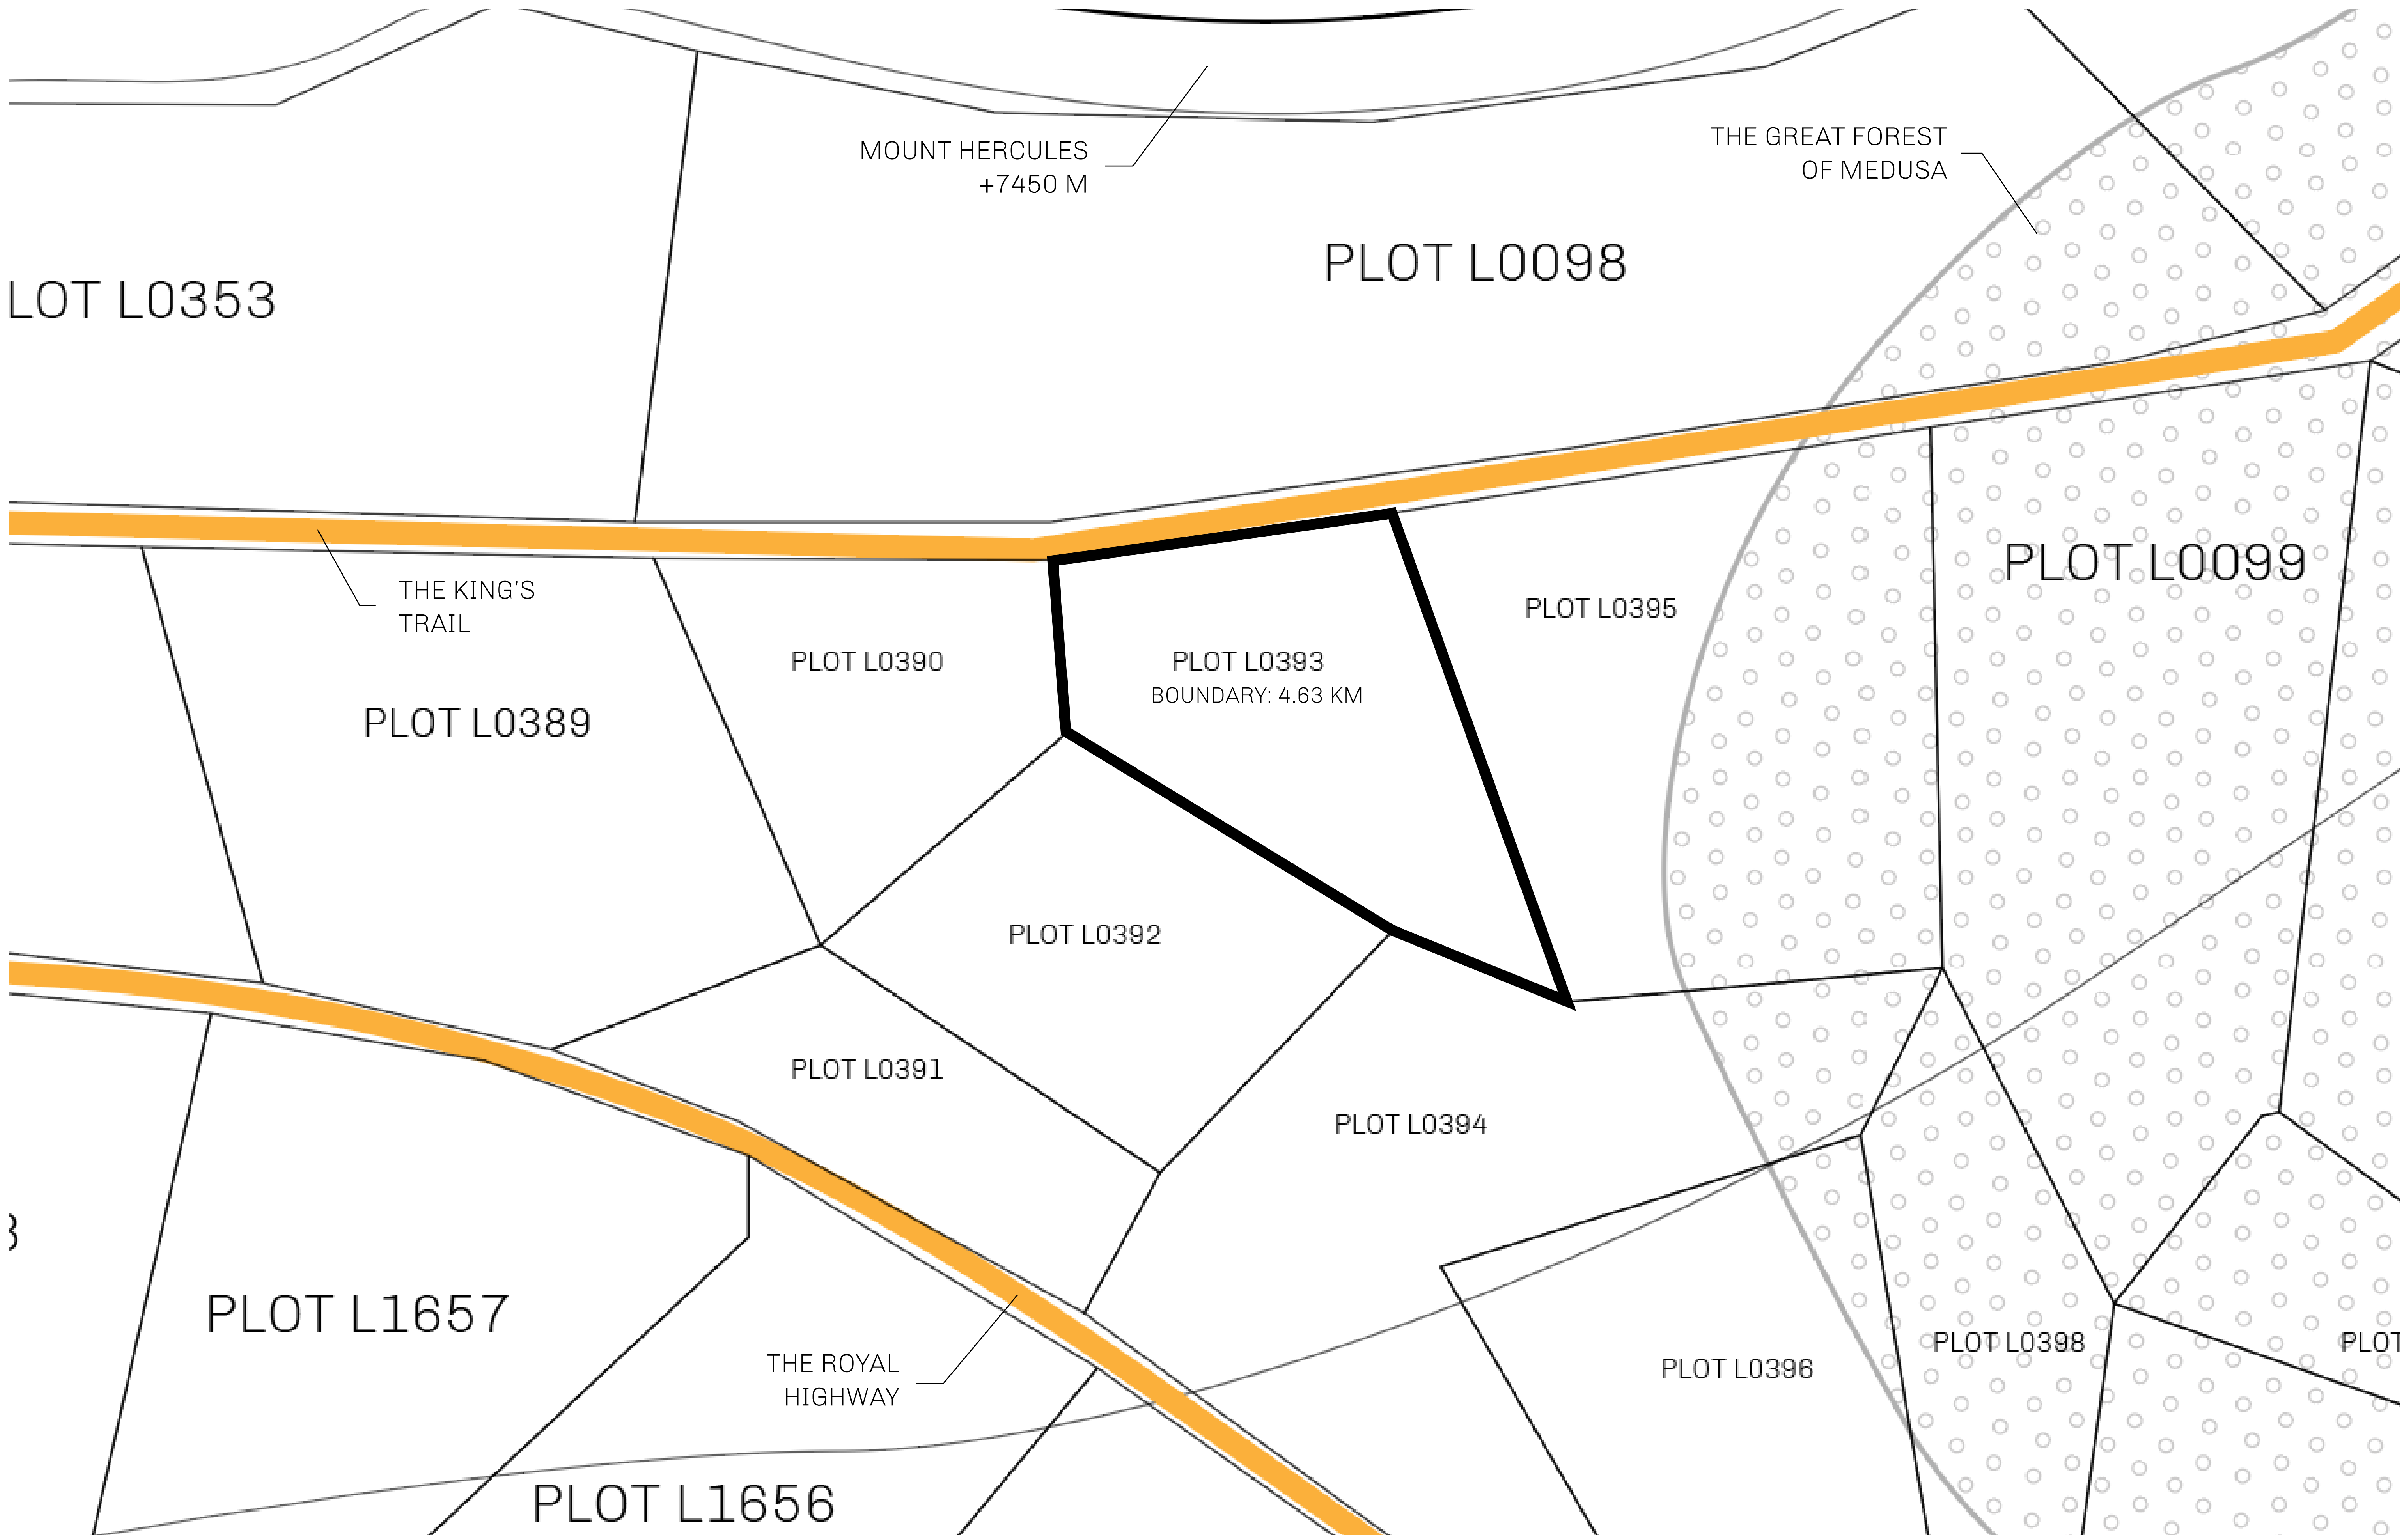 MOUNT HERCULES
+7450 M
THE GREAT FOREST
OF MEDUSA
PLOT L0098
LOT L0353
PLOT L0099
THE KING'S
TRAIL
PLOT L0395
PLOT L0390
PLOT L0393
BOUNDARY: 4.63 KM
PLOT L0389
PLOT L0392
PLOT L0391
PLOT L0394
3
PLOT L1657
PLOT L0398
PLOT
PLOT L0396
THE ROYAL
HIGHWAY
PLOT L1656